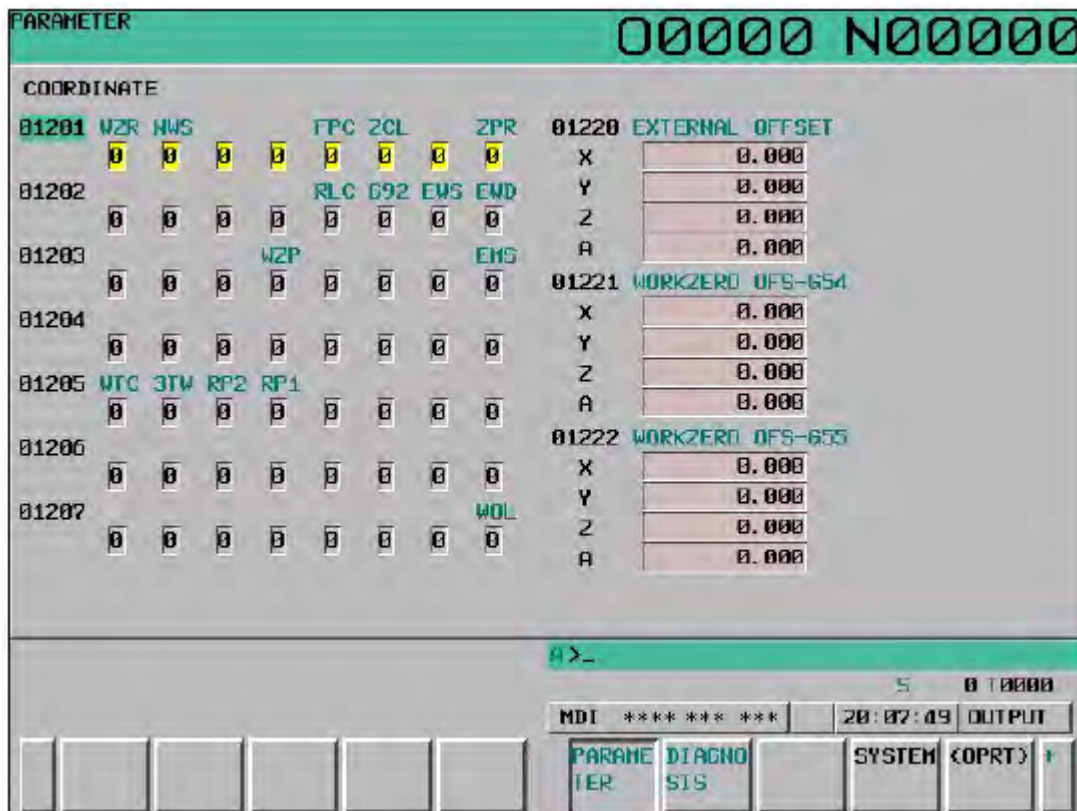 PARAMETER O0000 N00000
COORDINATE
01201 WZR NWS FPC ZCL ZPR
0 0 0 0 0 0 0 0
01202 RLC G92 EWS EWD
0 0 0 0 0 0 0 0
01203 WZP EMS
0 0 0 0 0 0 0 0
01204
0 0 0 0 0 0 0 0
01205 WTC 3TW RP2 RP1
0 0 0 0 0 0 0 0
01206
0 0 0 0 0 0 0 0
01207 WOL
0 0 0 0 0 0 0 0
01220 EXTERNAL OFFSET
X 0.000
Y 0.000
Z 0.000
A 0.000
01221 WORKZERO OFS-G54
X 0.000
Y 0.000
Z 0.000
A 0.000
01222 WORKZERO OFS-G55
X 0.000
Y 0.000
Z 0.000
A 0.000
A>_
S 0 T0000
MDI **** *** *** 20:07:49 OUTPUT
PARAME DIAGNO SYSTEM (OPRT) +
TER SIS